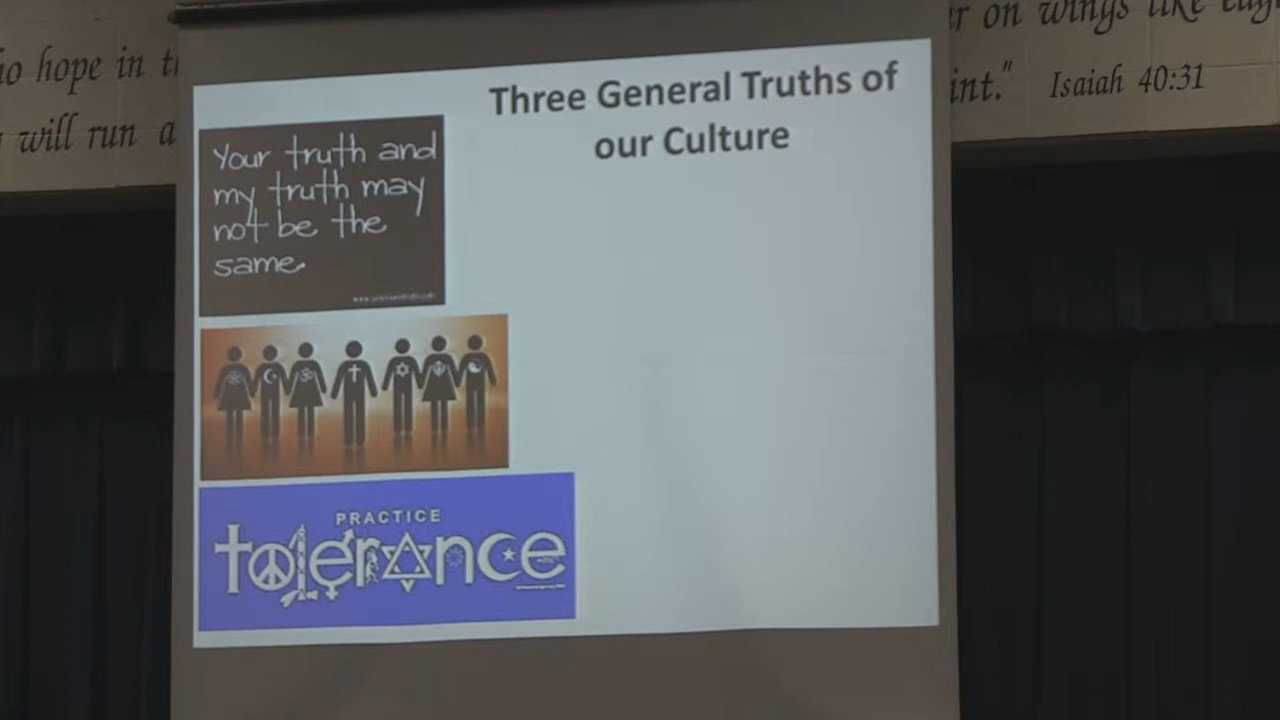 r on wings like eag
o hope in t
int." Isaiah 40:31
will run a
Three General Truths of
our Culture
Your truth and
my truth may
not be the
same.
PRACTICE
tolerance